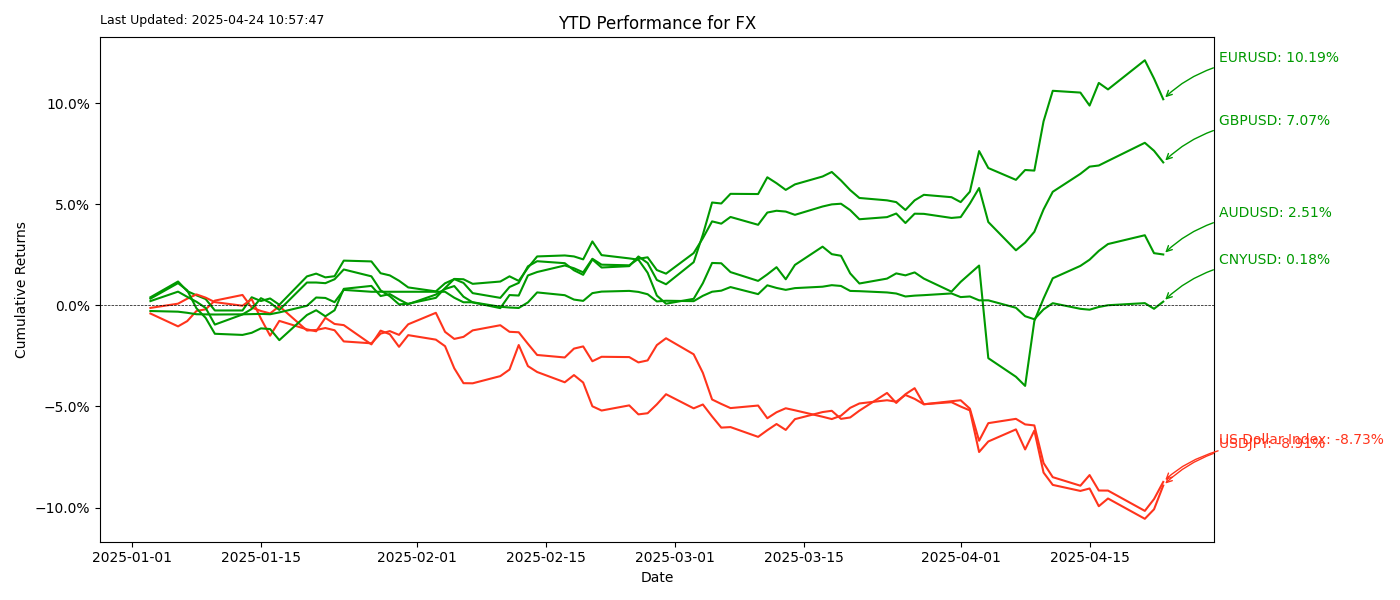 Last Updated: 2025-04-24 10:57:47
YTD Performance for FX
EURUSD: 10.19%
10.0%
GBPUSD: 7.07%
5.0%
AUDUSD: 2.51%
CNYUSD: 0.18%
0.0%
Cumulative Returns
−5.0%
US Dollar Index: -8.73%
USDJPY: -8.91%
−10.0%
2025-01-01 2025-01-15 2025-02-01 2025-02-15 2025-03-01 2025-03-15 2025-04-01 2025-04-15
Date